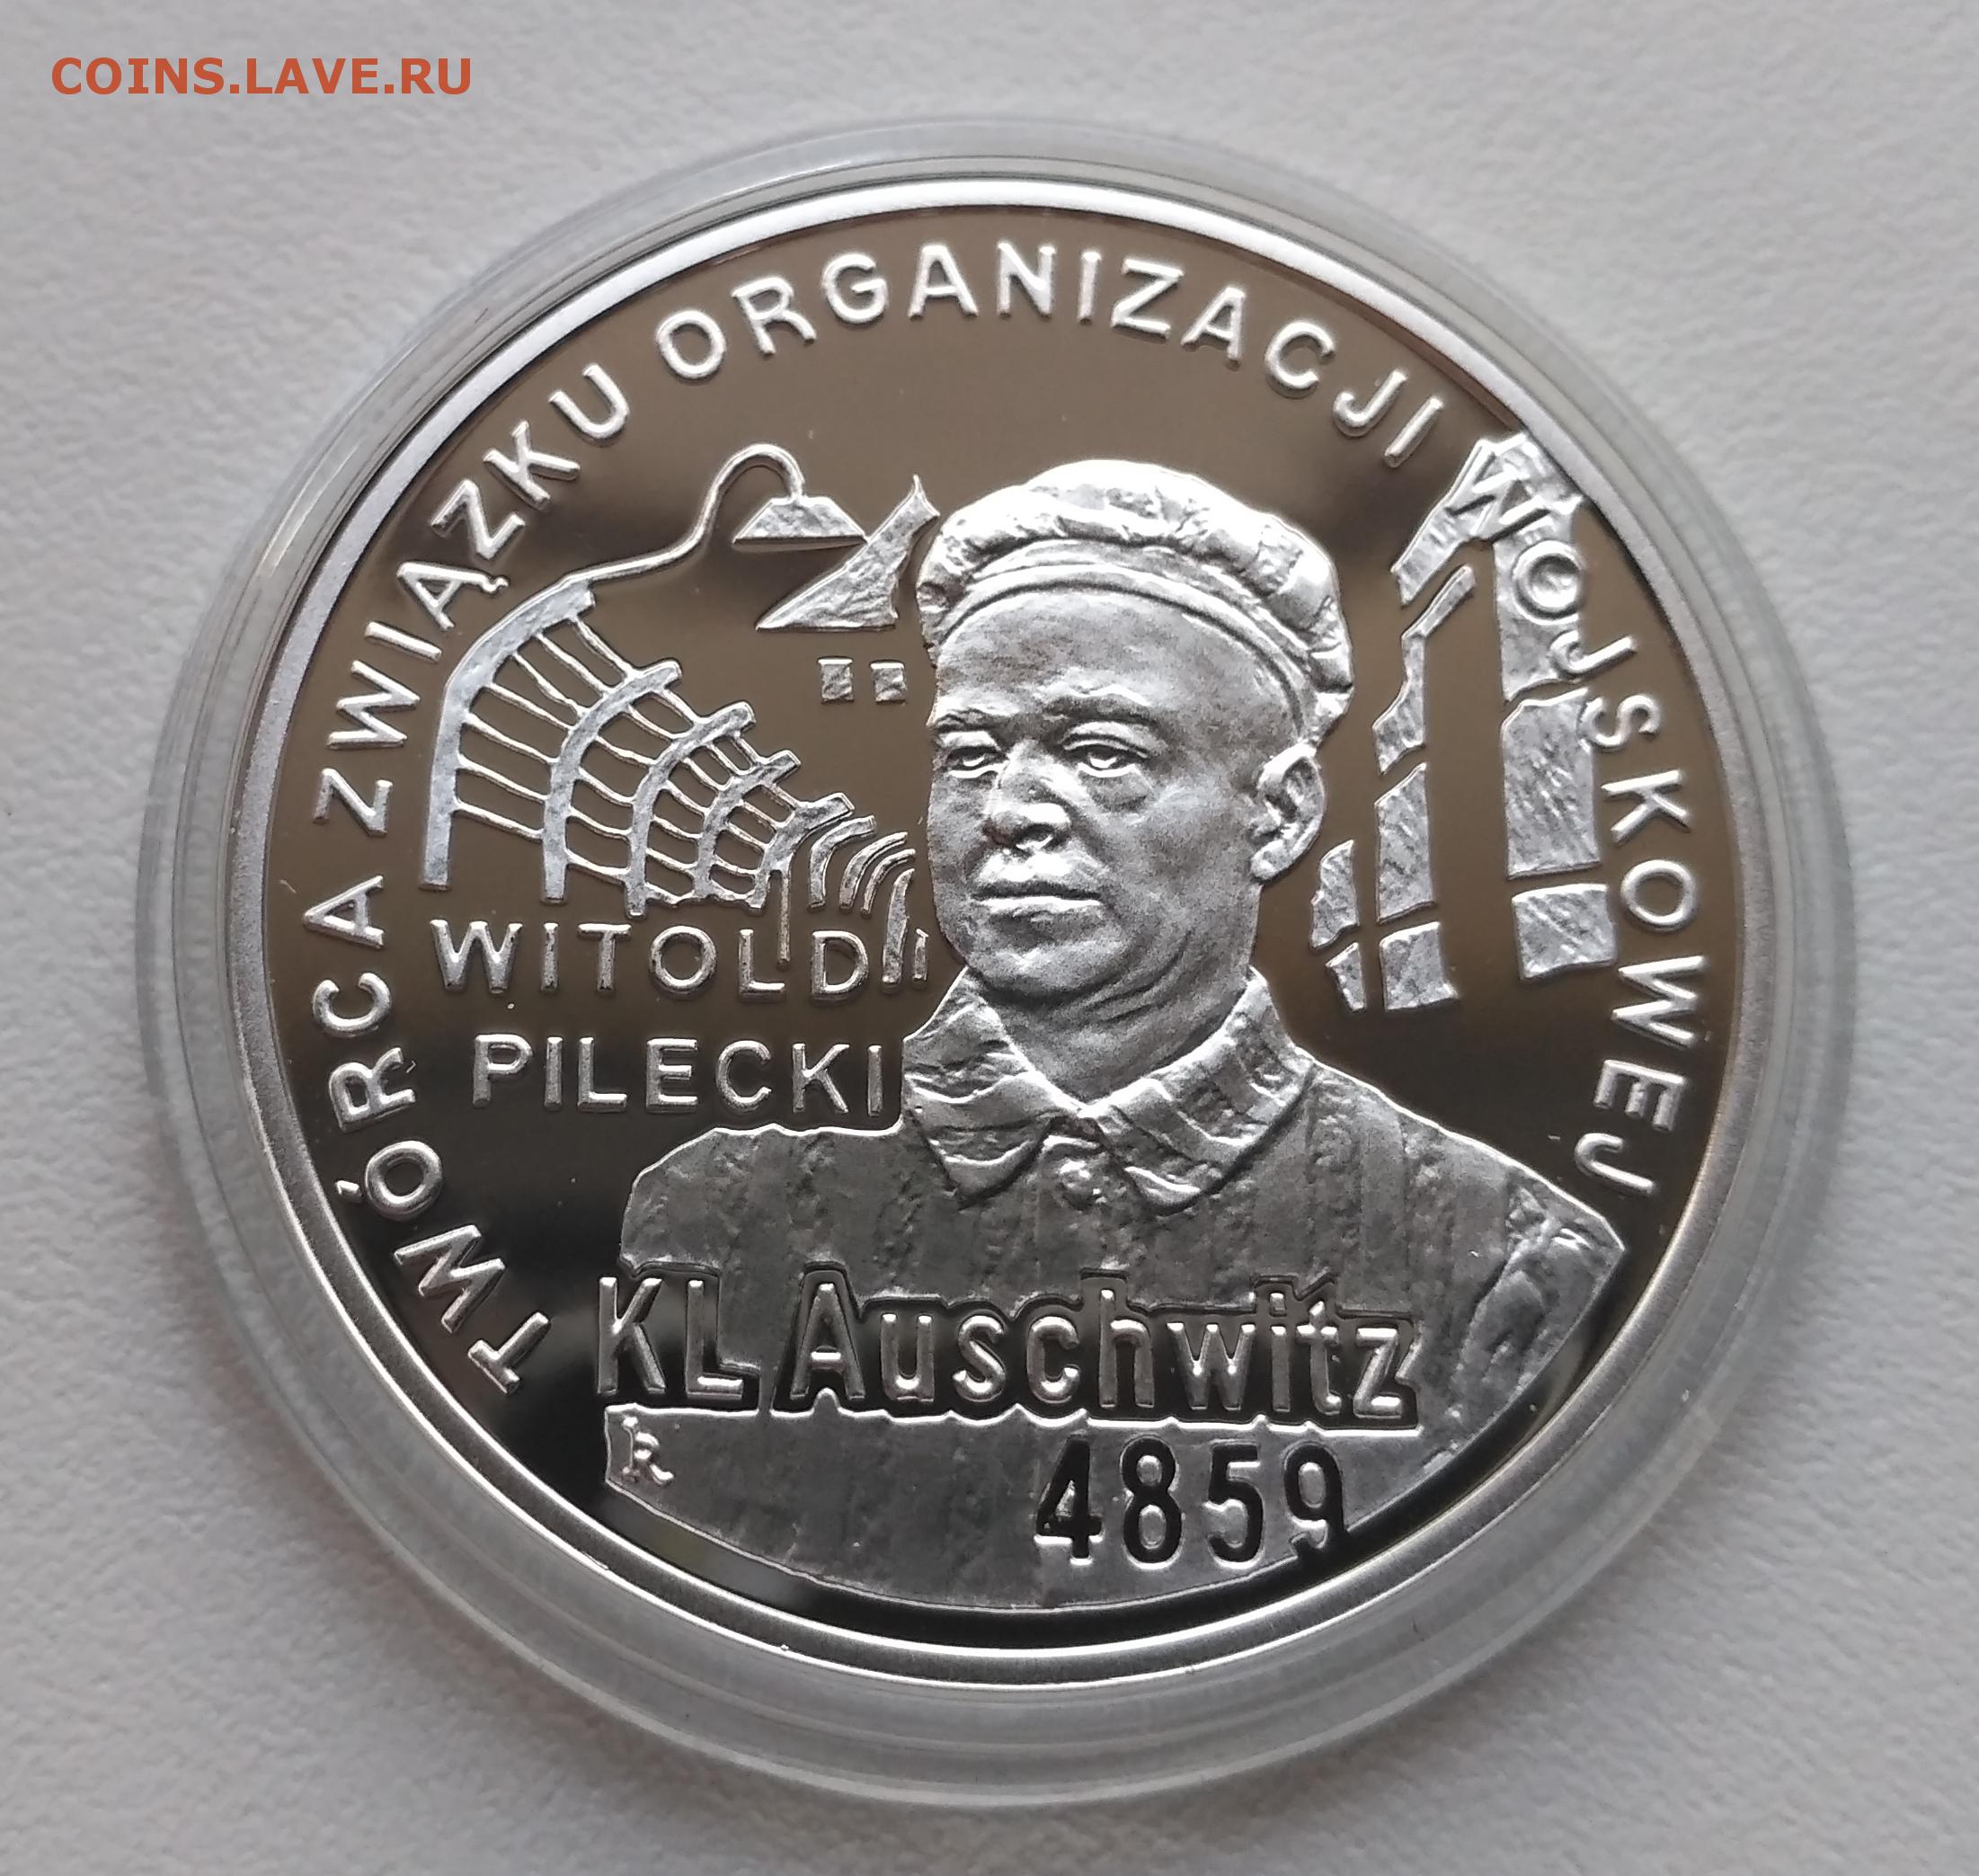 COINS.LAVE.RU
TWÓRCA ZWIĄZKU ORGANIZACJI WOJSKOWEJ
WITOLD
PILECKI
KL Auschwitz
4859